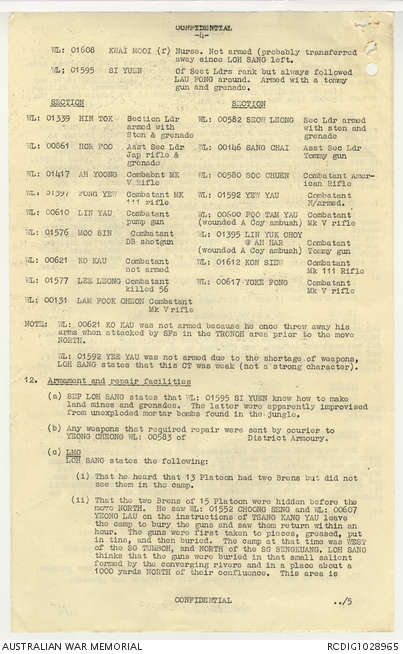 CONFIDENTIAL
-4-
WL: 01608 KWAI MOOI (f) Nurse. Not armed (probably transferred
away since LOH SANG left.
WL; 01595 SI YUEN Of Sect Ldrs rank but always followed
LAU FONG around. Armed with a tommy
gun and grenade.
SECTION SECTION
WL: 01339 HIN TOK Section Ldr armed with Sten & grenade
WL: 00582 SEOW LEONG Sec Ldr armed with sten and grenade
WL: 00861 HOR FOO Asst Sec Ldr Jap rifle & grenade
WL: 00146 SANG CHAI Asst Sec Ldr Tommy gun
WL: 01417 AH YOONG Combabnt MK V Rifle
WL: 00580 SOO CHUEN Combatant American Rifle
WL: 01597 FONG YEW Combatant MK 111 rifle
WL: 01592 YEW YAU Combatant N/armed.
WL: 00610 LIN YAU Combatant pump gun
WL: 00600 FOO TAM YAU Combatant
(wounded A Coy ambush) Mk V rifle
WL: 01576 MOO SIN Combatant DB shotgun
WL: 01395 LIN YUK CHOY
@ AH HAR Combatant
(wounded A Coy ambush) Tommy gun
WL: 00621 KO KAU Combatant not armed
WL: 01612 KON SIEW Combatant Mk 111 Rifle
WL: 01577 LEE LEONG Combatant killed 56
WL: 00617 YOKE FONG Combatant Mk V rifle
WL: 00131 LAM FOOK CHEON Combatant
Mk V rifle
NOTE: WL: 00621 KO KAU was not armed because he once threw away his
arms when attacked by SFs in the TRONOH area prior to the move
NORTH.
WL: 01592 YEE YAU was not armed due to the shortage of weapons,
LOH SANG states that this CT was weak (not a strong character).
12. Armament and repair facilities
(a) SEP LOH SANG states that WL: 01595 SI YUEN knew how to make
land mines and grenades. The latter were apparently improvised
from unexploded mortar bombs found in the jungle.
(b) Any weapons that required repair were sent by courier to
YEONG CHEONG WL: 00583 of District Armoury.
(c) LMG
LOH SANG states the following:
(i) That he heard that 13 Platoon had two Brens but did not
see them in the camp.
(ii) That the two Brens of 15 Platoon were hidden before the
move NORTH. He saw WL: 01552 CHOONG SENG and WL: 00607
YEONG LAU on the instructions of TSANG KANG YAU leave
the camp to bury the guns and saw them return within an
hour. The guns were first taken to pieces, greased, put
in tins, and then buried. The camp at that time was WEST
of the SG TUMBOH, and NORTH of the SG SENGKUANG. LOH SANG
thinks that the guns were buried in that small salient
formed by the converging rivers and in a place about a
1000 yards NORTH of their confluence. This area is
CONFIDENTIAL
../5
AUSTRALIAN WAR MEMORIAL
RCDIG1028965